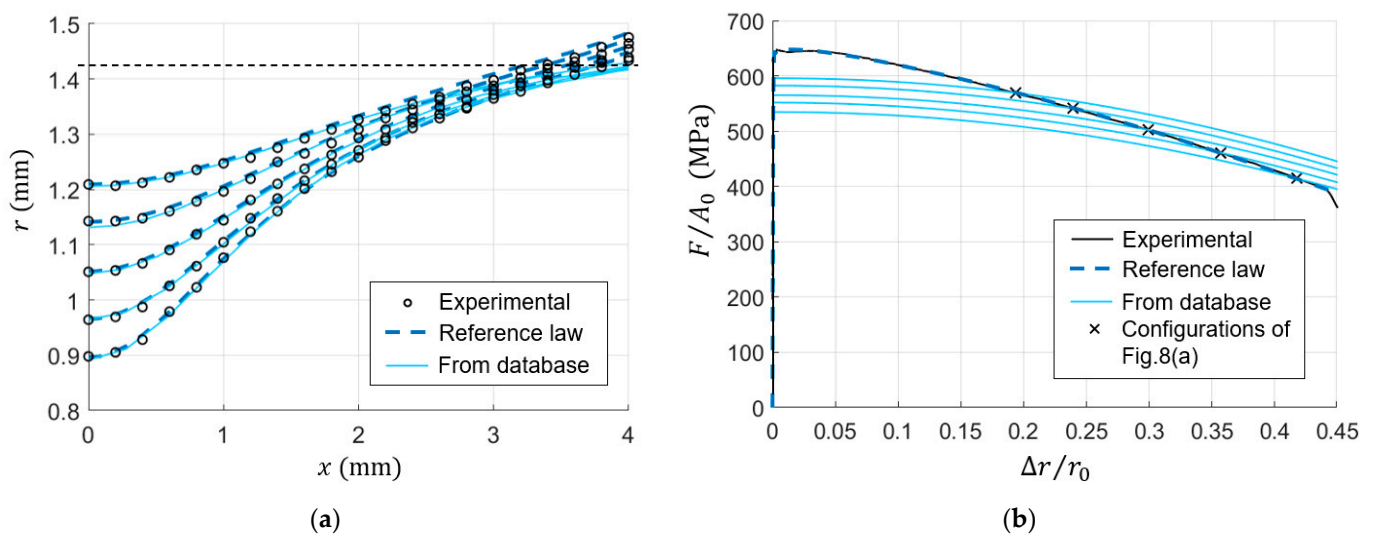 1.5
1.4
1.3
1.2
1.1
1
0.9
0.8
r (mm)
0
1
2
3
4
x (mm)
Experimental
Reference law
From database
(a)
700
600
500
400
300
200
100
0
F/A₀ (MPa)
0
0.05
0.1
0.15
0.2
0.25
0.3
0.35
0.4
0.45
Δr/r₀
Experimental
Reference law
From database
Configurations of
Fig.8(a)
(b)